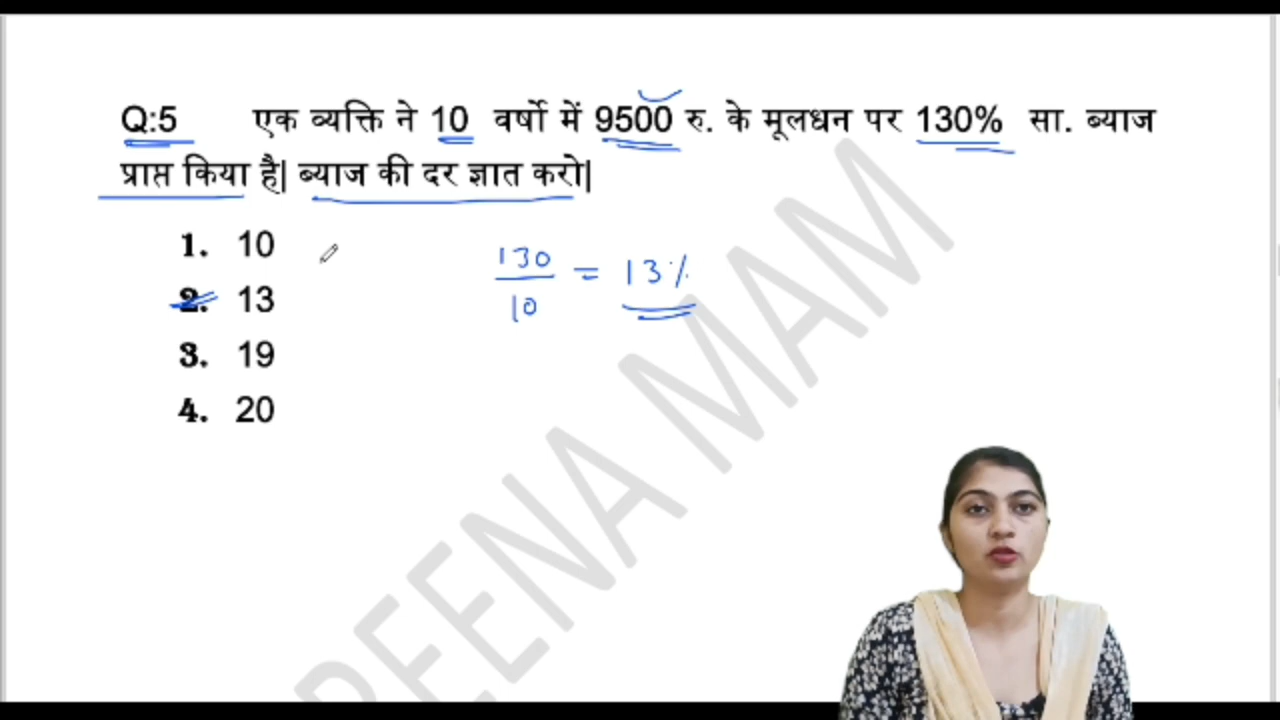 Q:5 एक व्यक्ति ने 10 वर्षो में 9500 रु. के मूलधन पर 130% सा. ब्याज
प्राप्त किया है| ब्याज की दर ज्ञात करो|
1. 10
2. 13
3. 19
4. 20
130
10
= 13%
REENA MAM